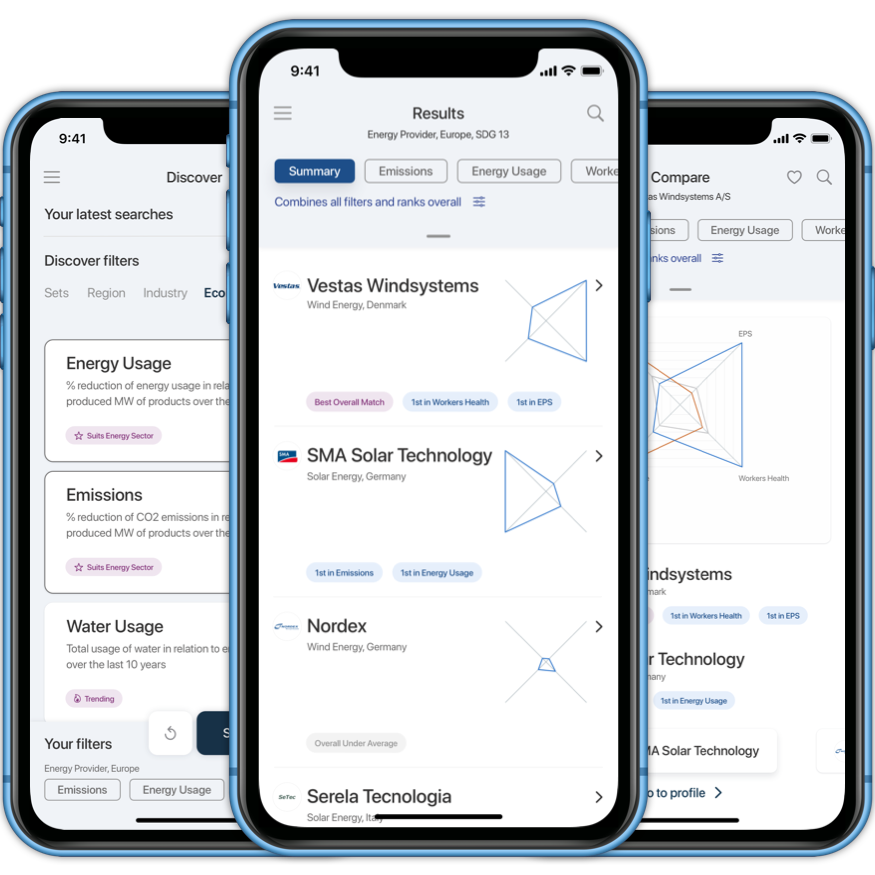 9:41
Discover
Your latest searches
Discover filters
Sets Region Industry Eco
Energy Usage
% reduction of energy usage in rela
produced MW of products over the
Suits Energy Sector
Emissions
% reduction of CO2 emissions in re
produced MW of products over the
Suits Energy Sector
Water Usage
Total usage of water in relation to e
over the last 10 years
Trending
S
Your filters
Energy Provider, Europe
Emissions Energy Usage
9:41
Results
Energy Provider, Europe, SDG 13
Summary Emissions Energy Usage Worke
Combines all filters and ranks overall
Vestas
Vestas Windsystems
Wind Energy, Denmark
Best Overall Match 1st in Workers Health 1st in EPS
SMA
SMA Solar Technology
Solar Energy, Germany
1st in Emissions 1st in Energy Usage
Nordex
Wind Energy, Germany
Overall Under Average
SeTec
Serela Tecnologia
Solar Energy, Italy
Compare
as Windsystems A/S
sions Energy Usage Worke
nks overall
EPS
e Workers Health
indsystems
mark
1st in Workers Health 1st in EPS
r Technology
any
1st in Energy Usage
MA Solar Technology
o to profile